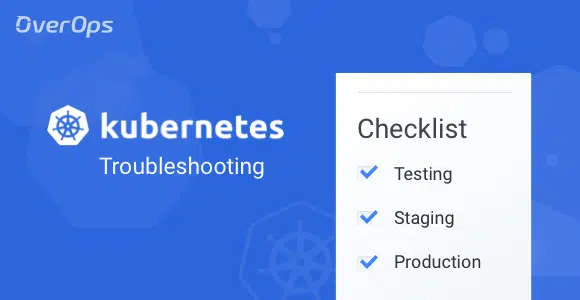 OverOps
kubernetes
Troubleshooting
Checklist
Testing
Staging
Production